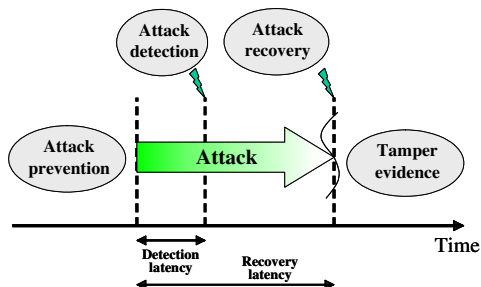 Attack
detection
Attack
recovery
Attack
prevention
Attack
Tamper
evidence
Time
Detection
latency
Recovery
latency